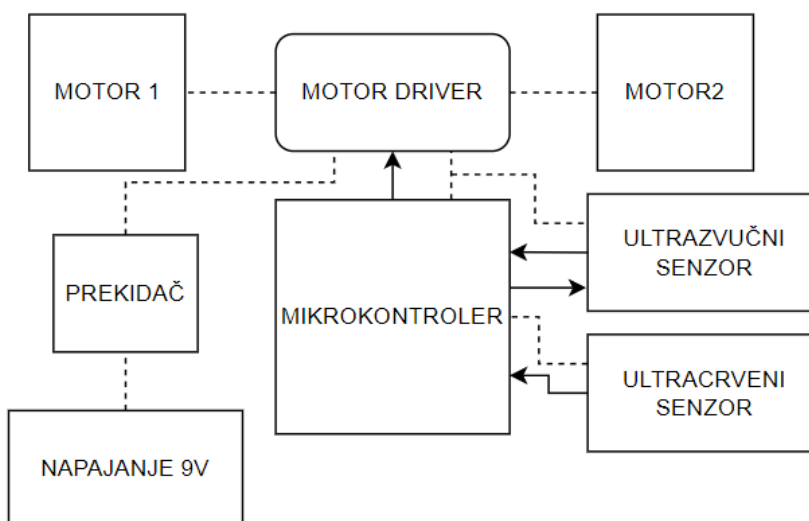 MOTOR 1
MOTOR DRIVER
MOTOR2
PREKIDAČ
MIKROKONTROLER
ULTRAZVUČNI
SENZOR
ULTRACRVENI
SENZOR
NAPAJANJE 9V